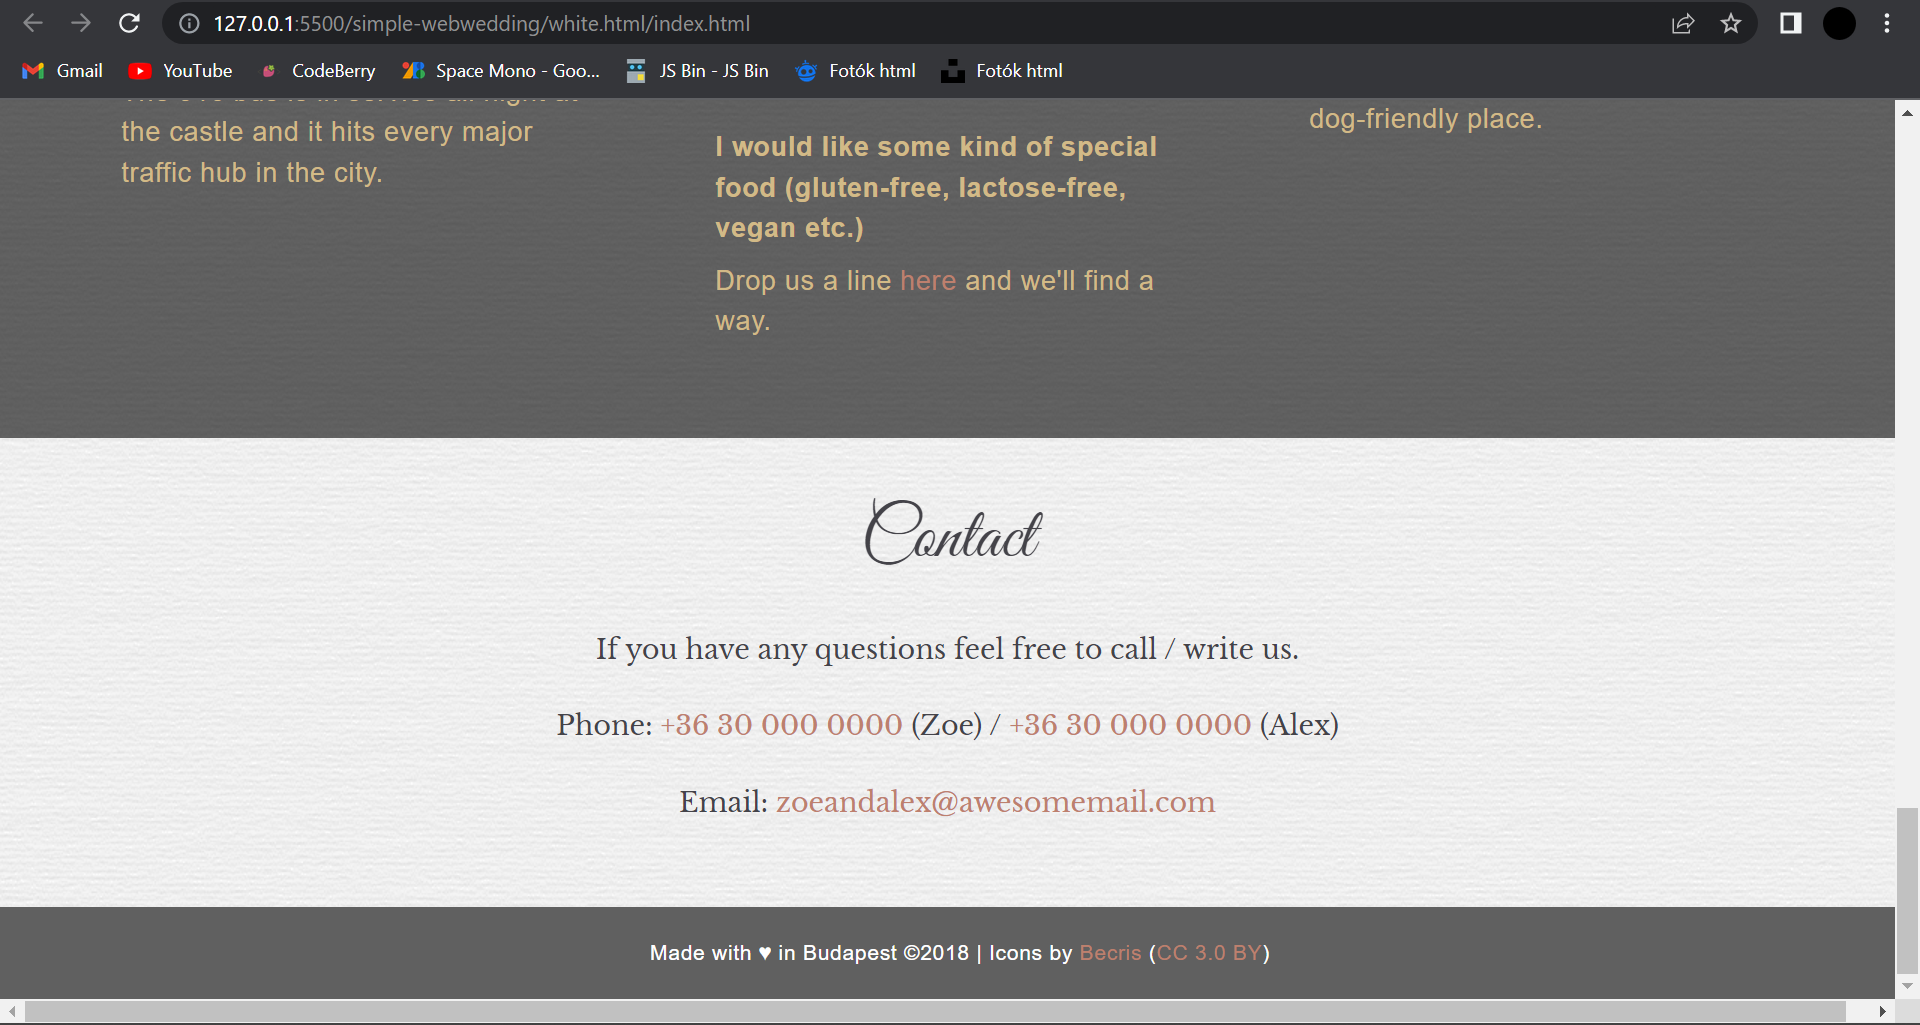 127.0.0.1:5500/simple-webwedding/white.html/index.html
Gmail YouTube CodeBerry Space Mono - Goo... JS Bin - JS Bin Fotók html Fotók html
the castle and it hits every major
traffic hub in the city.
I would like some kind of special
food (gluten-free, lactose-free,
vegan etc.)
Drop us a line here and we'll find a
way.
dog-friendly place.
Contact
If you have any questions feel free to call / write us.
Phone: +36 30 000 0000 (Zoe) / +36 30 000 0000 (Alex)
Email: zoeandalex@awesomemail.com
Made with ♥ in Budapest ©2018 | Icons by Becris (CC 3.0 BY)